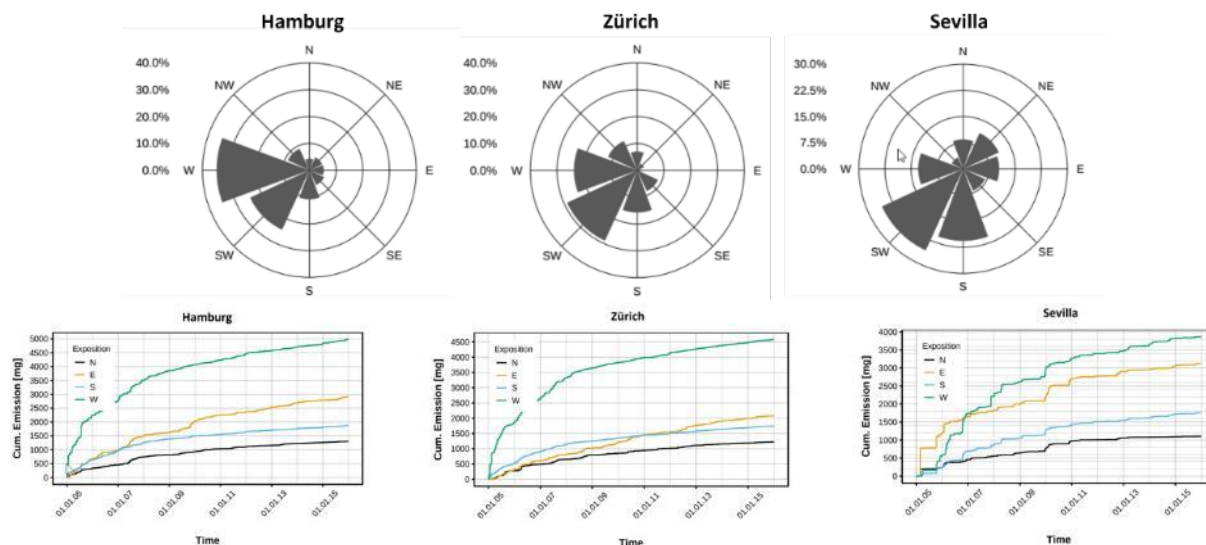 Hamburg
40.0%
30.0%
20.0%
10.0%
0.0%
N
NE
E
SE
S
SW
W
NW
Zürich
40.0%
30.0%
20.0%
10.0%
0.0%
N
NE
E
SE
S
SW
W
NW
Sevilla
30.0%
22.5%
15.0%
7.5%
0.0%
N
NE
E
SE
S
SW
W
NW
Hamburg
Cum. Emission [mg]
5000
4500
4000
3500
3000
2500
2000
1500
1000
500
0
Exposition
N
E
S
W
01.01.05
01.01.07
01.01.09
01.01.11
01.01.13
01.01.15
Time
Zürich
Cum. Emission [mg]
4500
4000
3500
3000
2500
2000
1500
1000
500
0
Exposition
N
E
S
W
01.01.05
01.01.07
01.01.09
01.01.11
01.01.13
01.01.15
Time
Sevilla
Cum. Emission [mg]
4000
3500
3000
2500
2000
1500
1000
500
0
Exposition
N
E
S
W
01.01.05
01.01.07
01.01.09
01.01.11
01.01.13
01.01.15
Time